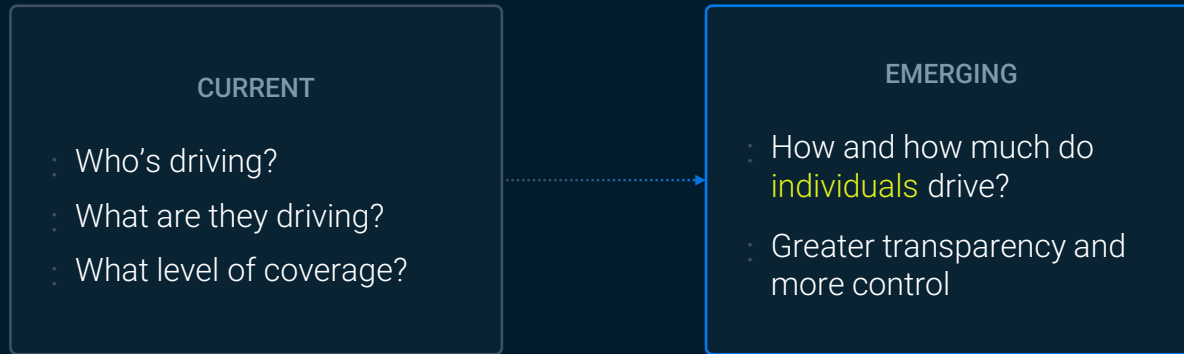 CURRENT
: Who’s driving?
: What are they driving?
: What level of coverage?
EMERGING
: How and how much do
individuals drive?
: Greater transparency and
more control